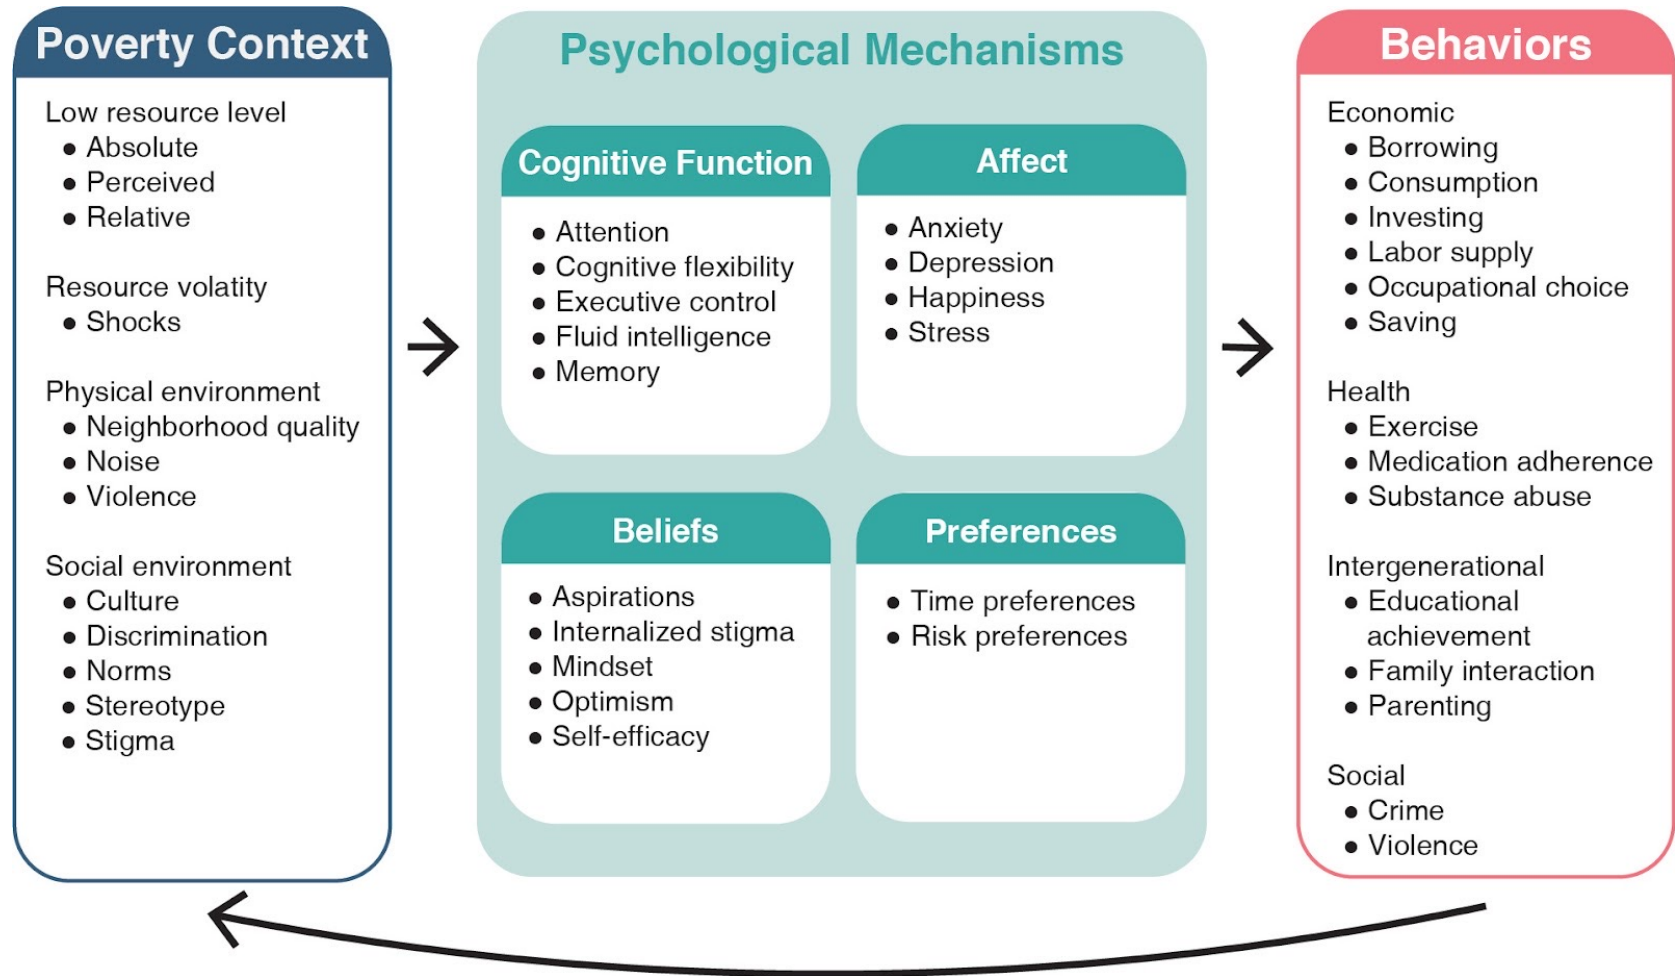 Poverty Context
Low resource level
● Absolute
● Perceived
● Relative
Resource volatity
● Shocks
Physical environment
● Neighborhood quality
● Noise
● Violence
Social environment
● Culture
● Discrimination
● Norms
● Stereotype
● Stigma
Psychological Mechanisms
Cognitive Function
● Attention
● Cognitive flexibility
● Executive control
● Fluid intelligence
● Memory
Affect
● Anxiety
● Depression
● Happiness
● Stress
Beliefs
● Aspirations
● Internalized stigma
● Mindset
● Optimism
● Self-efficacy
Preferences
● Time preferences
● Risk preferences
Behaviors
Economic
● Borrowing
● Consumption
● Investing
● Labor supply
● Occupational choice
● Saving
Health
● Exercise
● Medication adherence
● Substance abuse
Intergenerational
● Educational
achievement
● Family interaction
● Parenting
Social
● Crime
● Violence